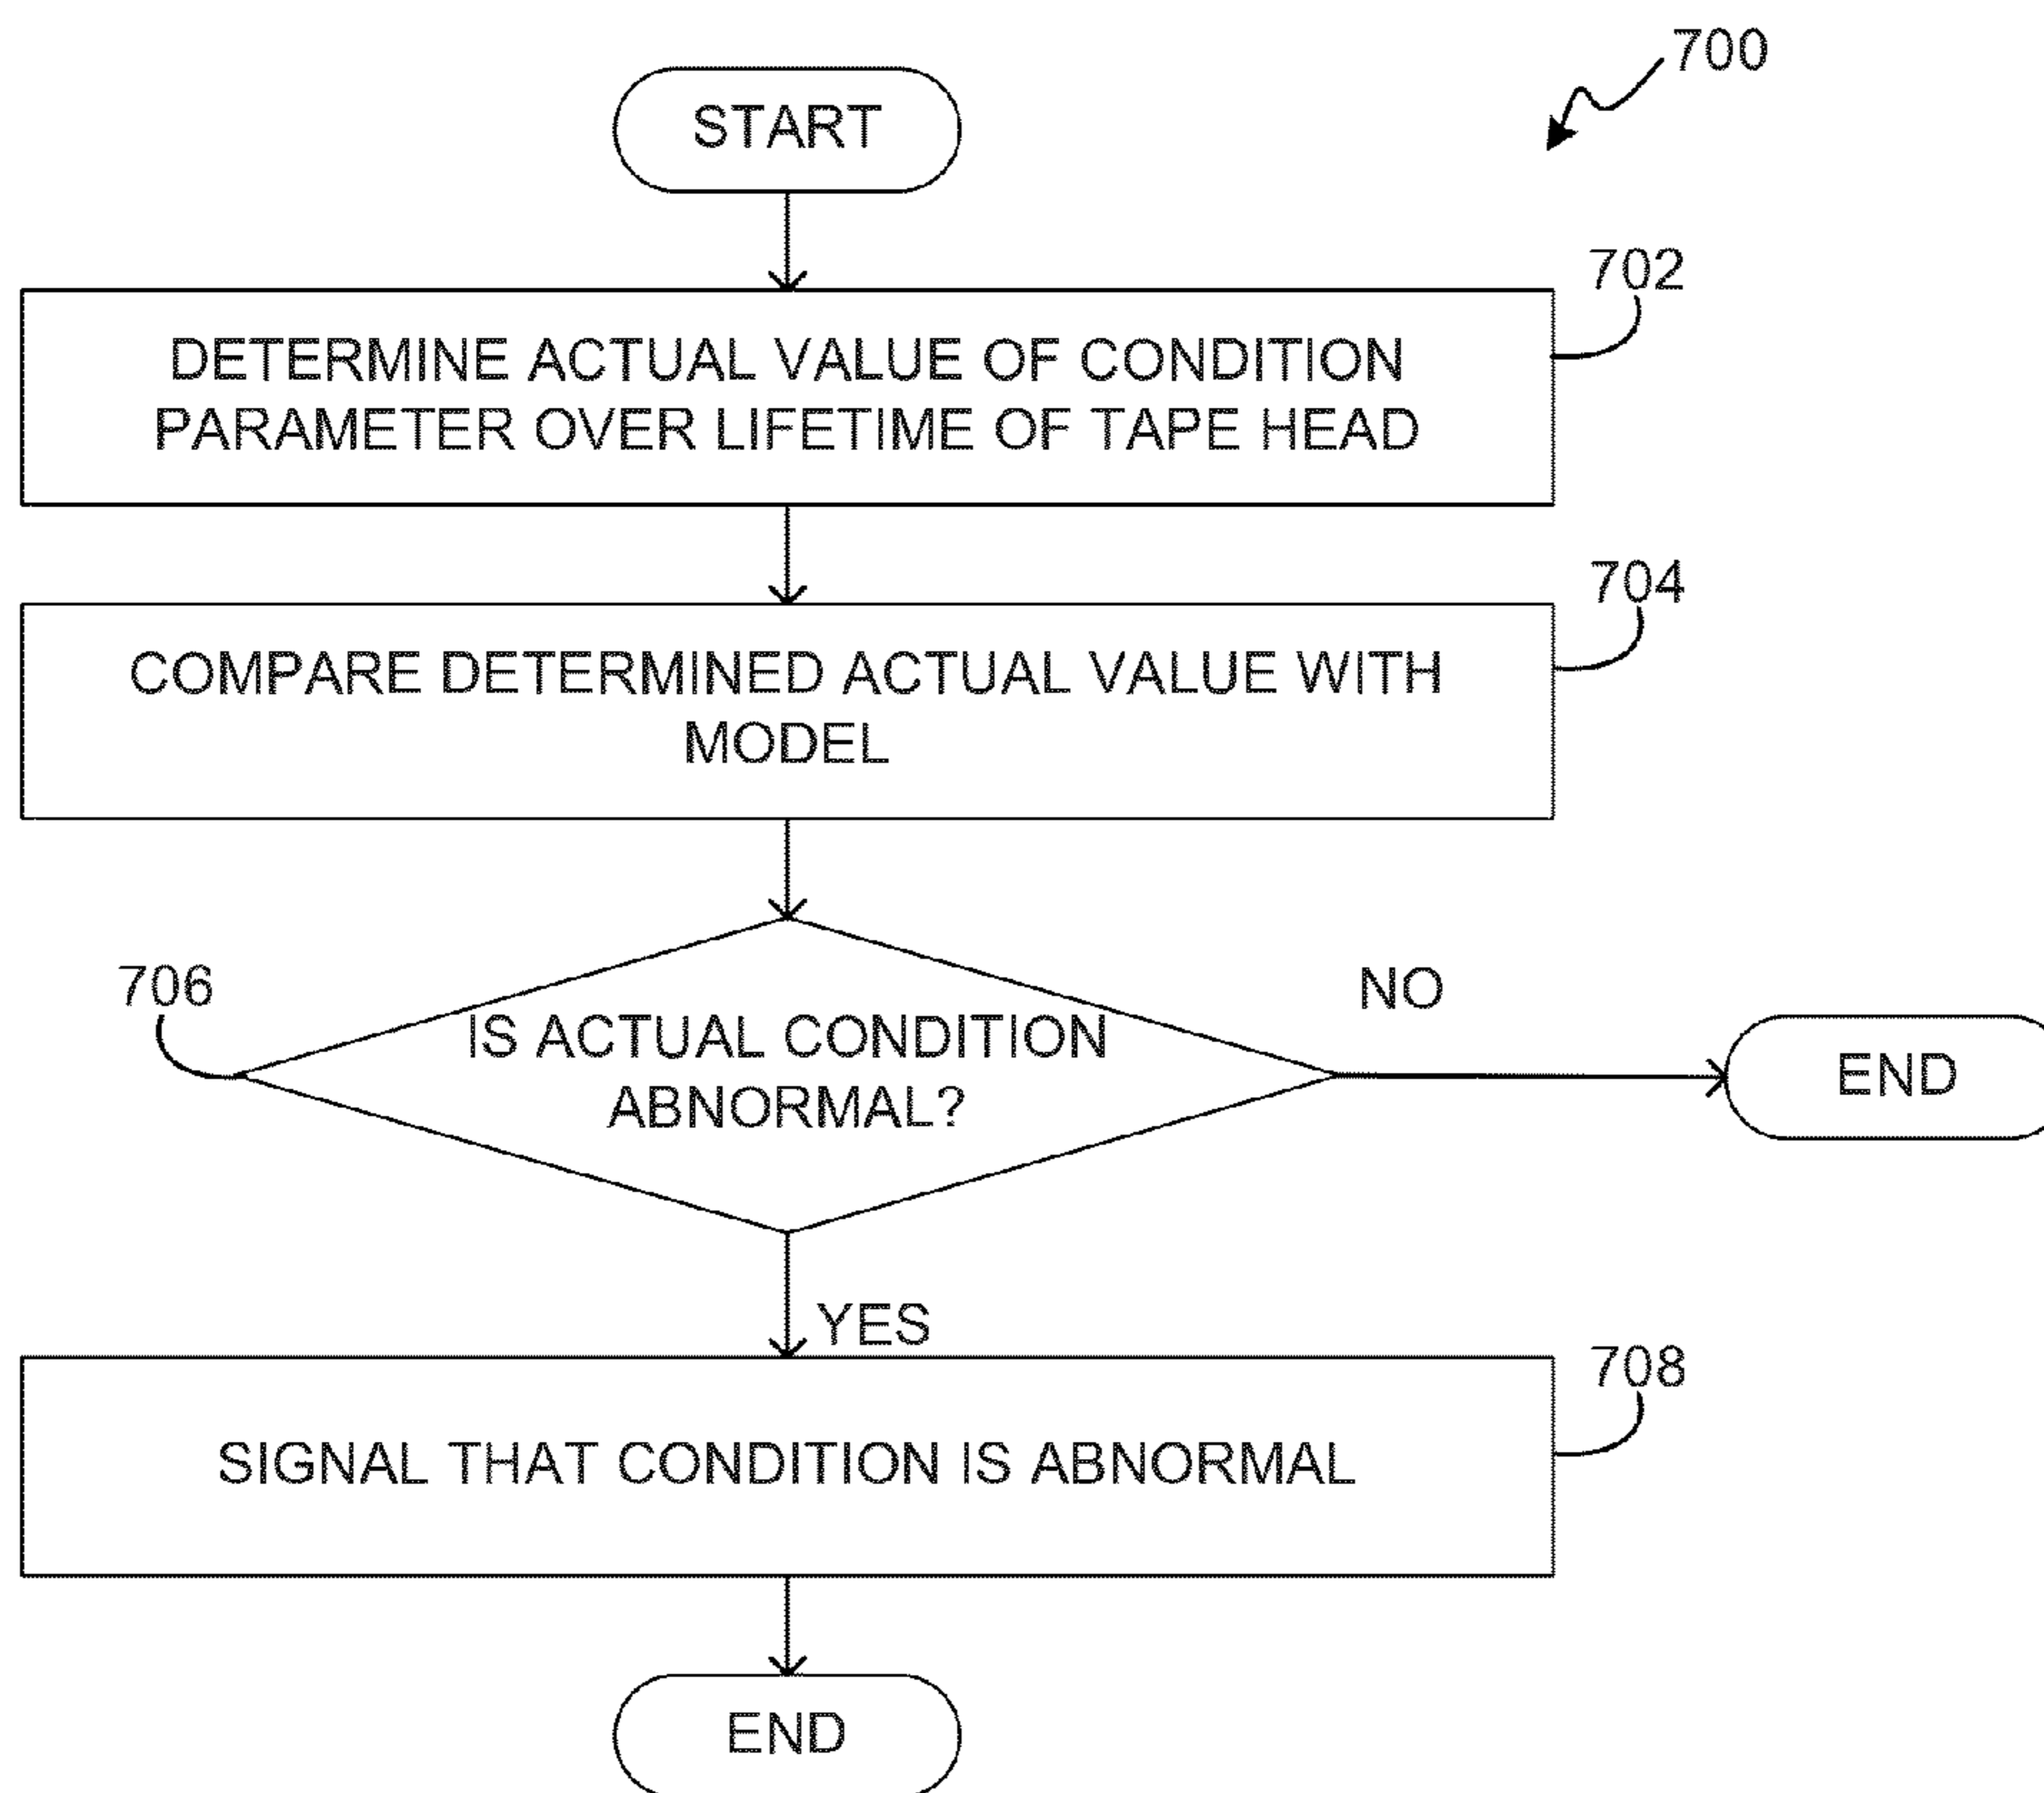 700
START
702
DETERMINE ACTUAL VALUE OF CONDITION
PARAMETER OVER LIFETIME OF TAPE HEAD
704
COMPARE DETERMINED ACTUAL VALUE WITH
MODEL
706
NO
IS ACTUAL CONDITION
ABNORMAL?
END
YES
708
SIGNAL THAT CONDITION IS ABNORMAL
END